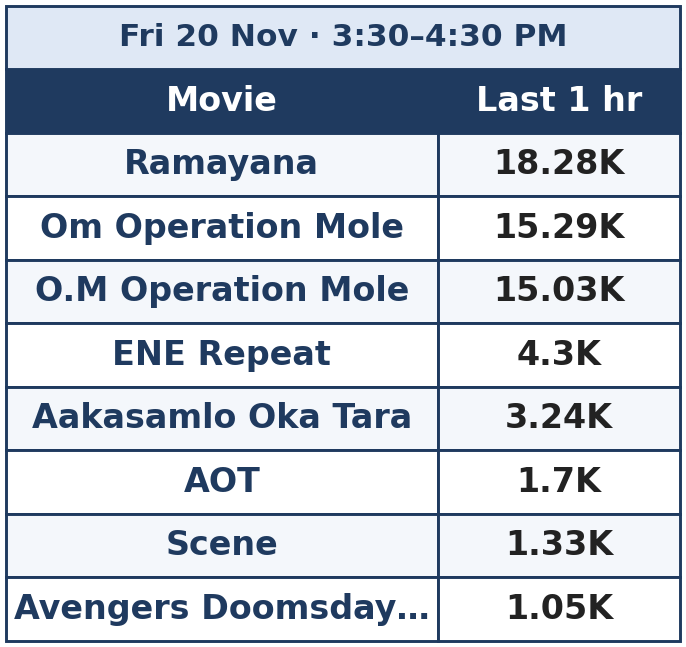 Fri 20 Nov · 3:30–4:30 PM
Movie Last 1 hr
Ramayana 18.28K
Om Operation Mole 15.29K
O.M Operation Mole 15.03K
ENE Repeat 4.3K
Aakasamlo Oka Tara 3.24K
AOT 1.7K
Scene 1.33K
Avengers Doomsday... 1.05K